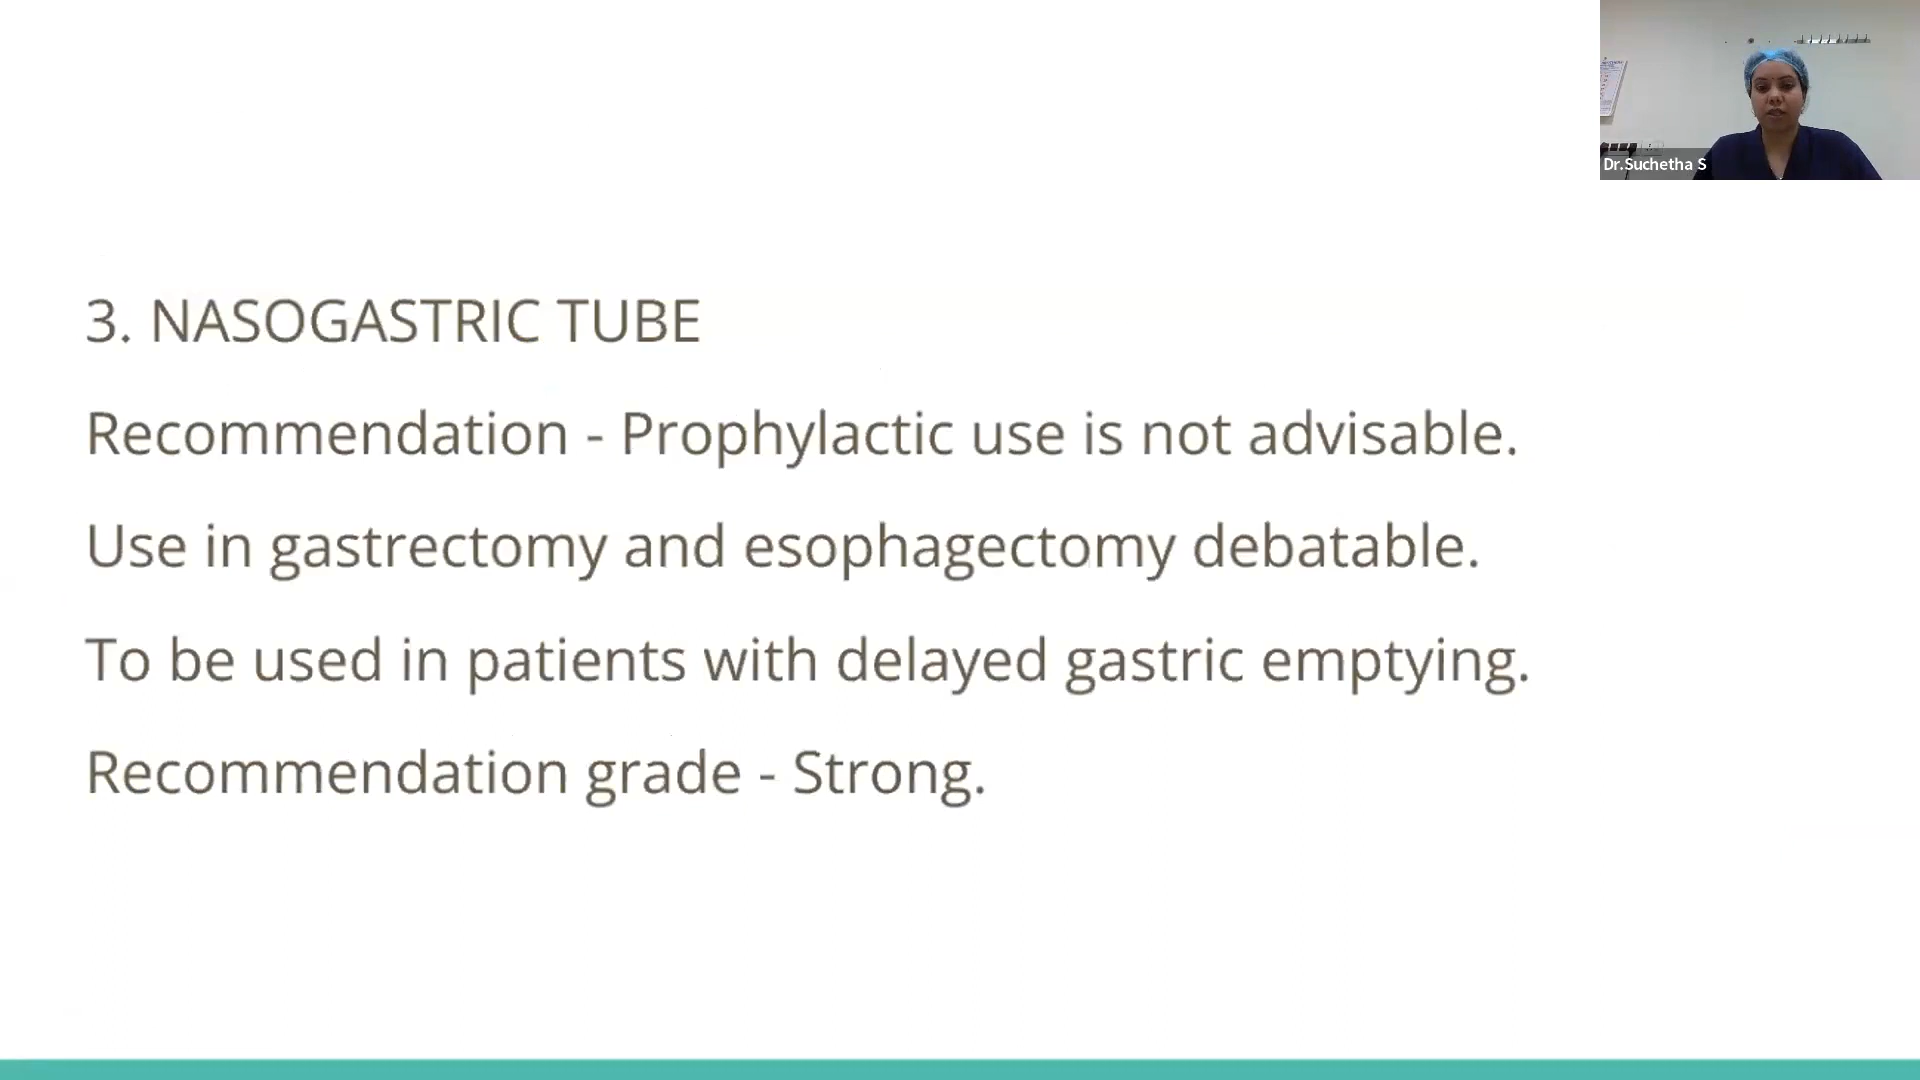 Dr.Suchetha S
3. NASOGASTRIC TUBE
Recommendation - Prophylactic use is not advisable.
Use in gastrectomy and esophagectomy debatable.
To be used in patients with delayed gastric emptying.
Recommendation grade - Strong.